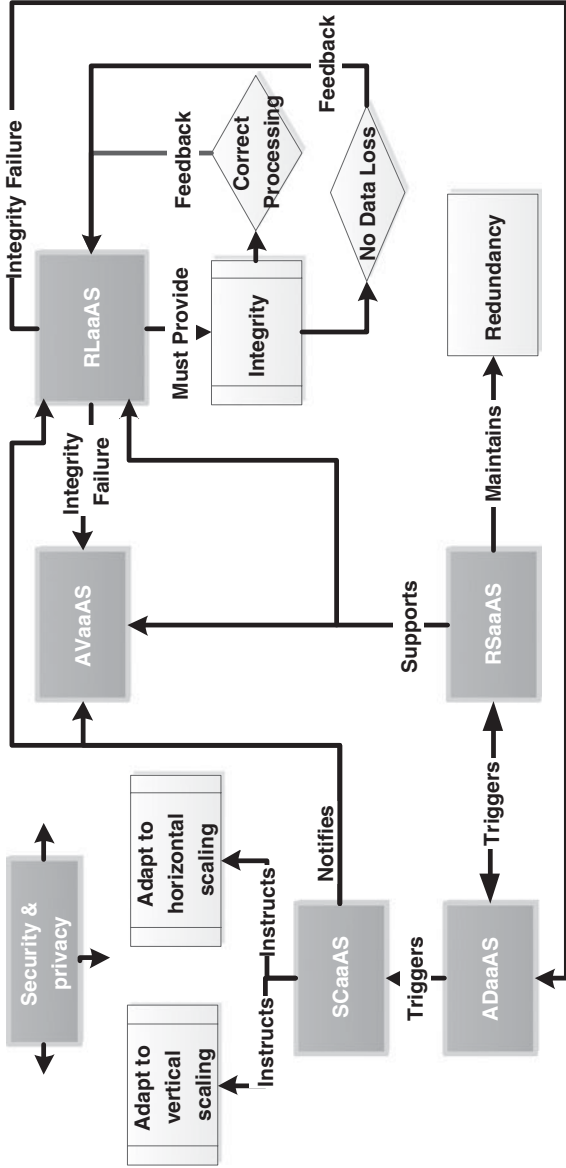 Security &
privacy
Adapt to
vertical
scaling
Adapt to
horizontal
scaling
Instructs
Instructs
SCaaAS
Notifies
Triggers
ADaaAS
Triggers
RSaaAS
Supports
Maintains
Redundancy
AVaaAS
Integrity
Failure
RLaaAS
Integrity Failure
Must Provide
Integrity
Correct
Processing
Feedback
No Data Loss
Feedback